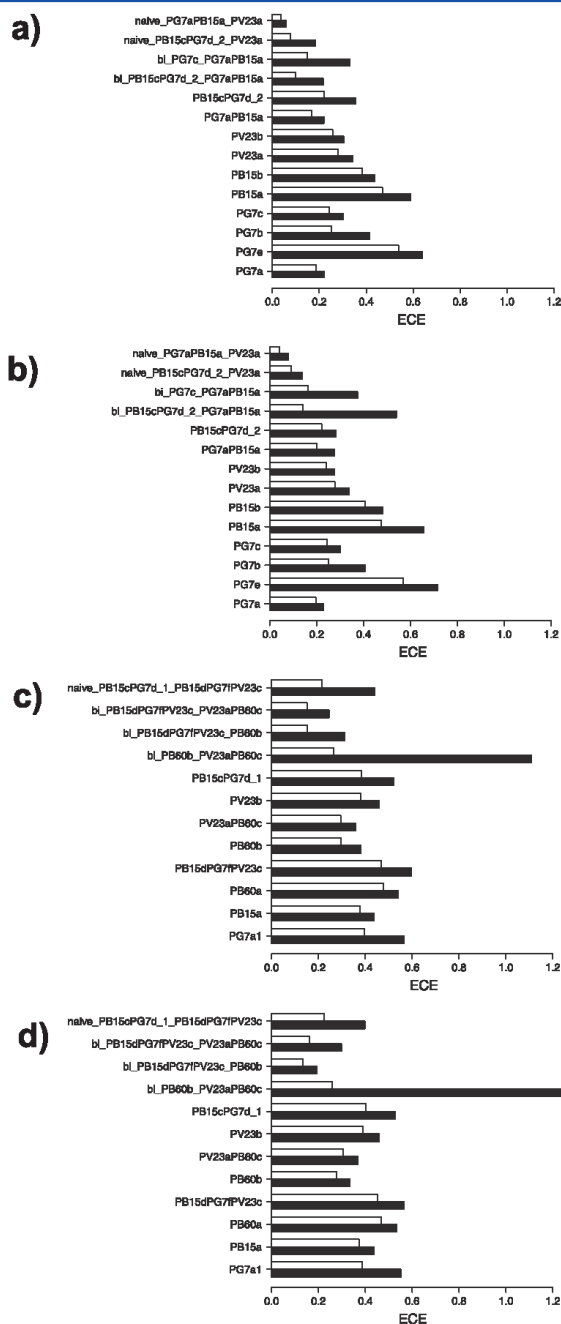 a)
naive_PG7aPB15a_PV23a
naive_PB15cPG7d_2_PV23a
bl_PG7c_PG7aPB15a
bl_PB15cPG7d_2_PG7aPB15a
PB15cPG7d_2
PG7aPB15a
PV23b
PV23a
PB15b
PB15a
PG7c
PG7b
PG7e
PG7a
0.0 0.2 0.4 0.6 0.8 1.0 1.2
ECE
b)
naive_PG7aPB15a_PV23a
naive_PB15cPG7d_2_PV23a
bi_PG7c_PG7aPB15a
bl_PB15cPG7d_2_PG7aPB15a
PB15cPG7d_2
PG7aPB15a
PV23b
PV23a
PB15b
PB15a
PG7c
PG7b
PG7e
PG7a
0.0 0.2 0.4 0.6 0.8 1.0 1.2
ECE
c)
naive_PB15cPG7d_1_PB15dPG7fPV23c
bi_PB15dPG7fPV23c_PV23aPB60c
bl_PB15dPG7fPV23c_PB60b
bl_PB60b_PV23aPB60c
PB15cPG7d_1
PV23b
PV23aPB60c
PB60b
PB15dPG7fPV23c
PB60a
PB15a
PG7a1
0.0 0.2 0.4 0.6 0.8 1.0 1.2
ECE
d)
naive_PB15cPG7d_1_PB15dPG7fPV23c
bl_PB15dPG7fPV23c_PV23aPB60c
bl_PB15dPG7fPV23c_PB60b
bl_PB60b_PV23aPB60c
PB15cPG7d_1
PV23b
PV23aPB60c
PB60b
PB15dPG7fPV23c
PB60a
PB15a
PG7a1
0.0 0.2 0.4 0.6 0.8 1.0 1.2
ECE